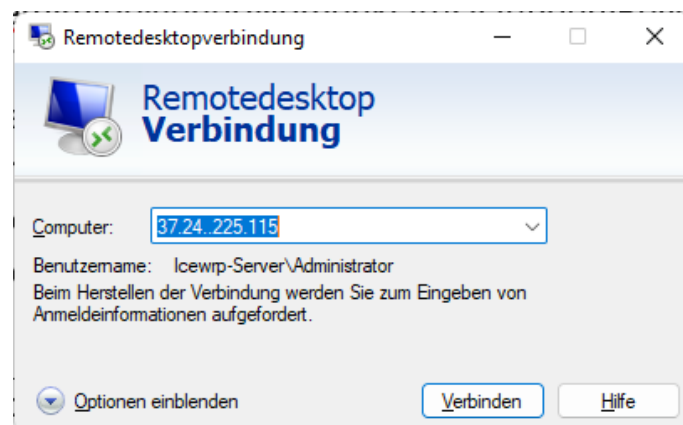 Remotedesktopverbindung
Remotedesktop
Verbindung
Computer: 37.24..225.115
Benutzername: Icewrp-Server\Administrator
Beim Herstellen der Verbindung werden Sie zum Eingeben von
Anmeldeinformationen aufgefordert.
Optionen einblenden Verbinden Hilfe